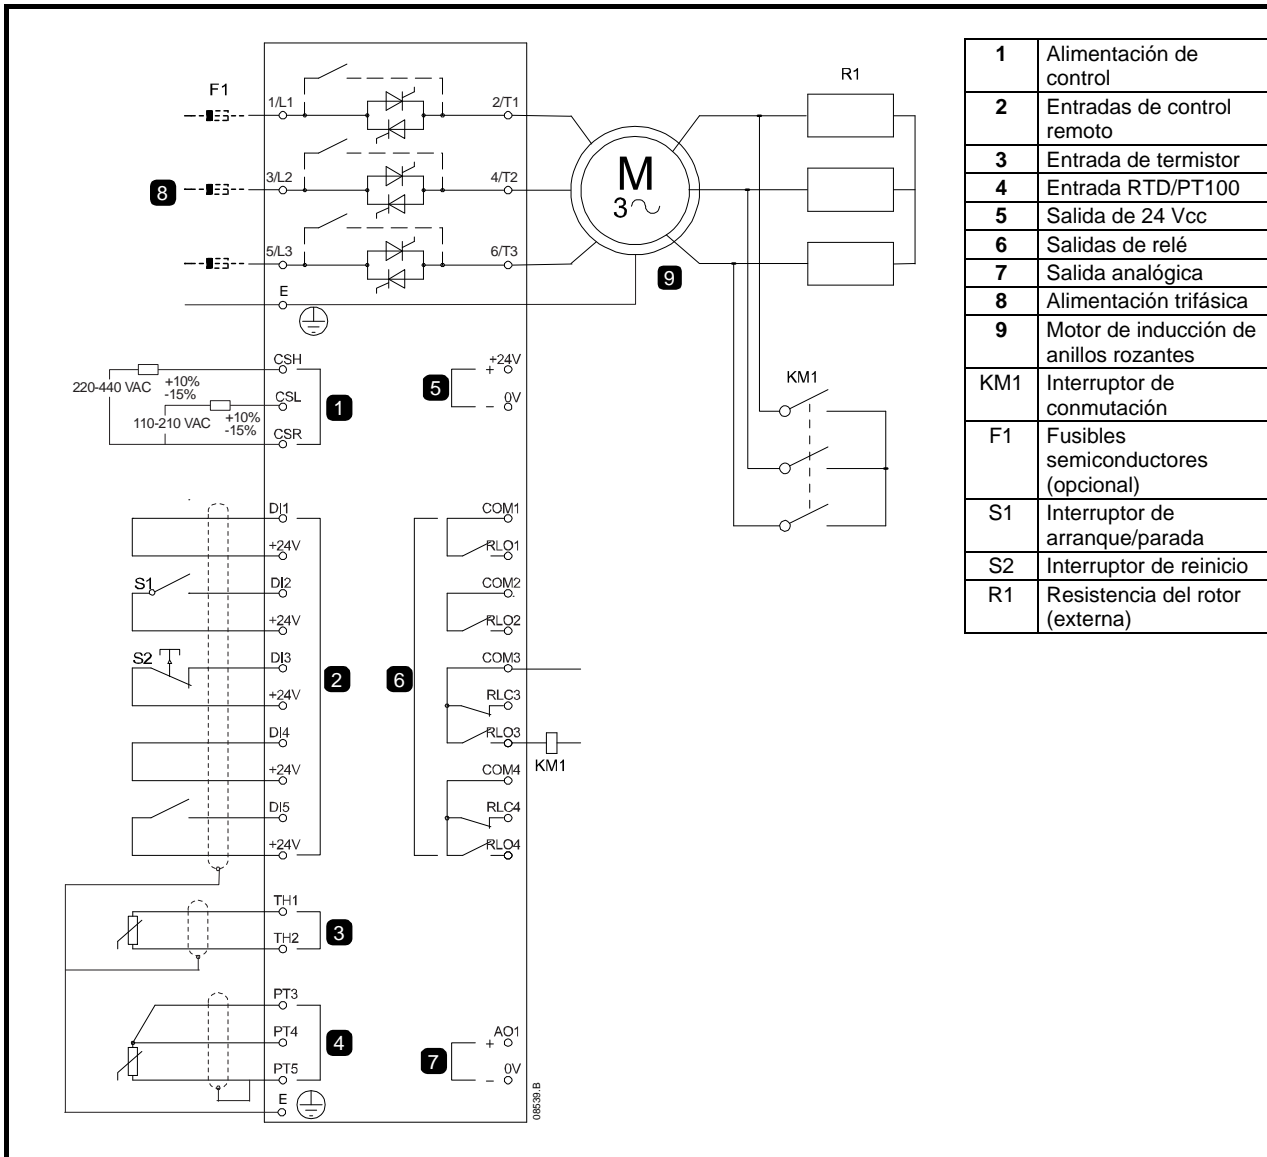 F1
1/L1
2/T1
3/L2
4/T2
8
5/L3
6/T3
E
M
3
9
R1
CSH
220-440 VAC
+10%
-15%
CSL
110-210 VAC
+10%
-15%
CSR
1
+24V
+
5
0V
-
KM1
DI1
+24V
S1
DI2
+24V
S2
DI3
2
+24V
DI4
+24V
DI5
+24V
COM1
RLO1
COM2
RLO2
COM3
6
RLC3
RLO3
KM1
COM4
RLC4
RLO4
TH1
3
TH2
PT3
PT4
4
PT5
E
AO1
+
7
0V
-
08539.B
1 Alimentación de
control
2 Entradas de control
remoto
3 Entrada de termistor
4 Entrada RTD/PT100
5 Salida de 24 Vcc
6 Salidas de relé
7 Salida analógica
8 Alimentación trifásica
9 Motor de inducción de
anillos rozantes
KM1 Interruptor de
conmutación
F1 Fusibles
semiconductores
(opcional)
S1 Interruptor de
arranque/parada
S2 Interruptor de reinicio
R1 Resistencia del rotor
(externa)